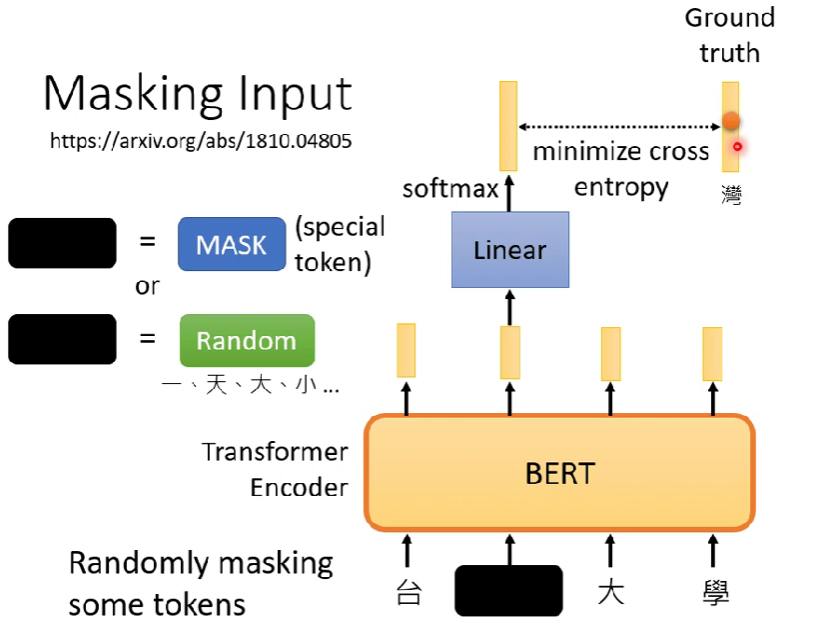 Masking Input
https://arxiv.org/abs/1810.04805
Ground
truth
minimize cross
entropy
灣
softmax
Linear
= MASK (special
token)
or
= Random
一、天、大、小 ...
Transformer
Encoder
BERT
Randomly masking
some tokens
台 大 學